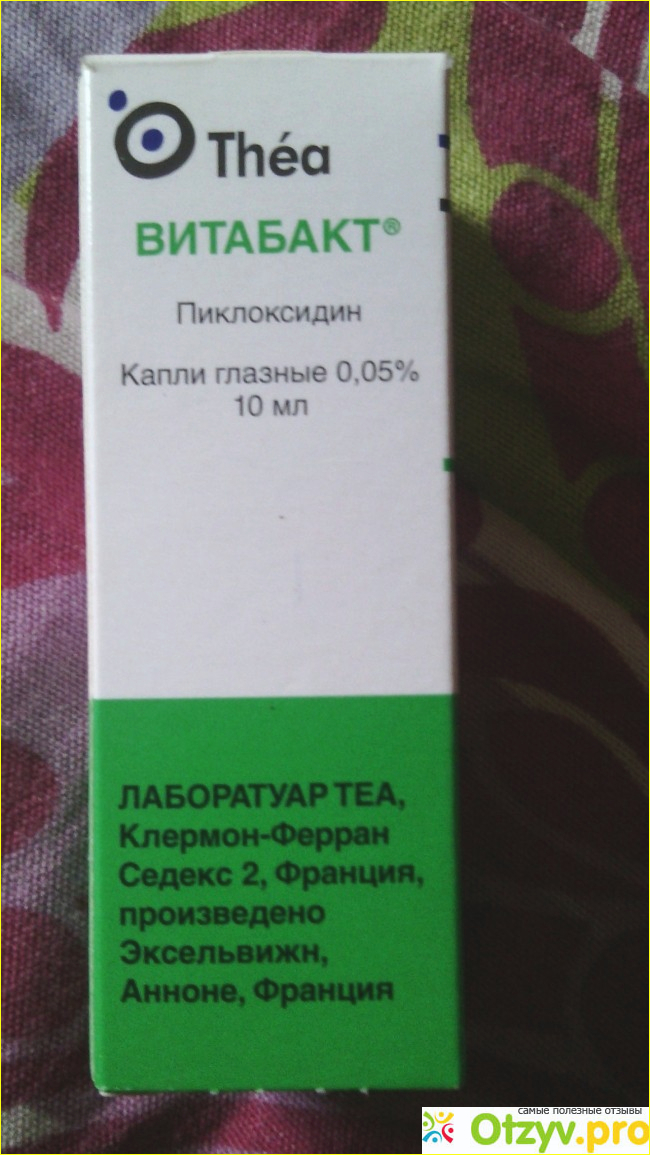 Théa
ВИТАБАКТ®
Пиклоксидин
Капли глазные 0,05%
10 мл
ЛАБОРАТУАР ТЕА,
Клермон-Ферран
Седекс 2, Франция,
произведено
Эксельвижн,
Анноне, Франция
самые полезные отзывы
Otzyv.pro